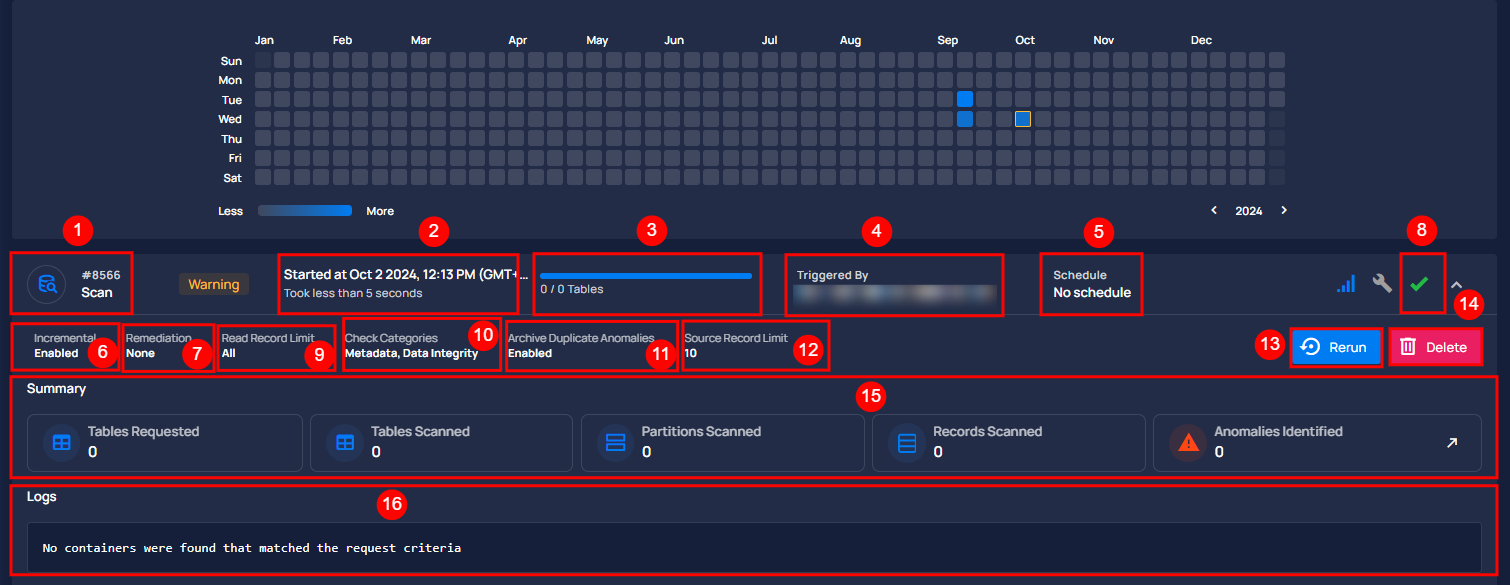 Jan Feb Mar Apr May Jun Jul Aug Sep Oct Nov Dec
Sun
Mon
Tue
Wed
Thu
Fri
Sat
Less More
2024
1 2 3 4 5 8
#8566
Scan
Warning
Started at Oct 2 2024, 12:13 PM (GMT+...
Took less than 5 seconds
0 / 0 Tables
Triggered By
Schedule
No schedule
Incremental
Enabled
6
Remediation
None
7
Read Record Limit
All
9
Check Categories
Metadata, Data Integrity
10
Archive Duplicate Anomalies
Enabled
11
Source Record Limit
10
12
13
Rerun
Delete
14
Summary
15
Tables Requested
0
Tables Scanned
0
Partitions Scanned
0
Records Scanned
0
Anomalies Identified
0
Logs
16
No containers were found that matched the request criteria